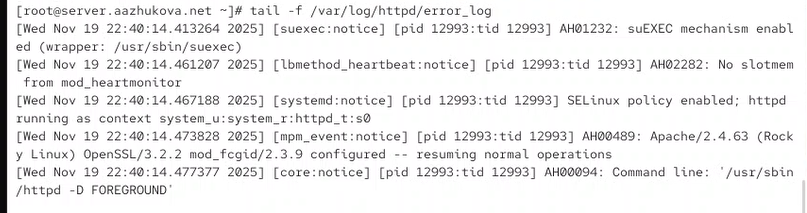 [root@server.aazhukova.net ~]# tail -f /var/log/httpd/error_log
[Wed Nov 19 22:40:14.413264 2025] [suexec:notice] [pid 12993:tid 12993] AH01232: suEXEC mechanism enabl
ed (wrapper: /usr/sbin/suexec)
[Wed Nov 19 22:40:14.461207 2025] [lbmethod_heartbeat:notice] [pid 12993:tid 12993] AH02282: No slotmem
 from mod_heartmonitor
[Wed Nov 19 22:40:14.467188 2025] [systemd:notice] [pid 12993:tid 12993] SELinux policy enabled; httpd
running as context system_u:system_r:httpd_t:s0
[Wed Nov 19 22:40:14.473828 2025] [mpm_event:notice] [pid 12993:tid 12993] AH00489: Apache/2.4.63 (Rock
y Linux) OpenSSL/3.2.2 mod_fcgid/2.3.9 configured -- resuming normal operations
[Wed Nov 19 22:40:14.477377 2025] [core:notice] [pid 12993:tid 12993] AH00094: Command line: '/usr/sbin
/httpd -D FOREGROUND'